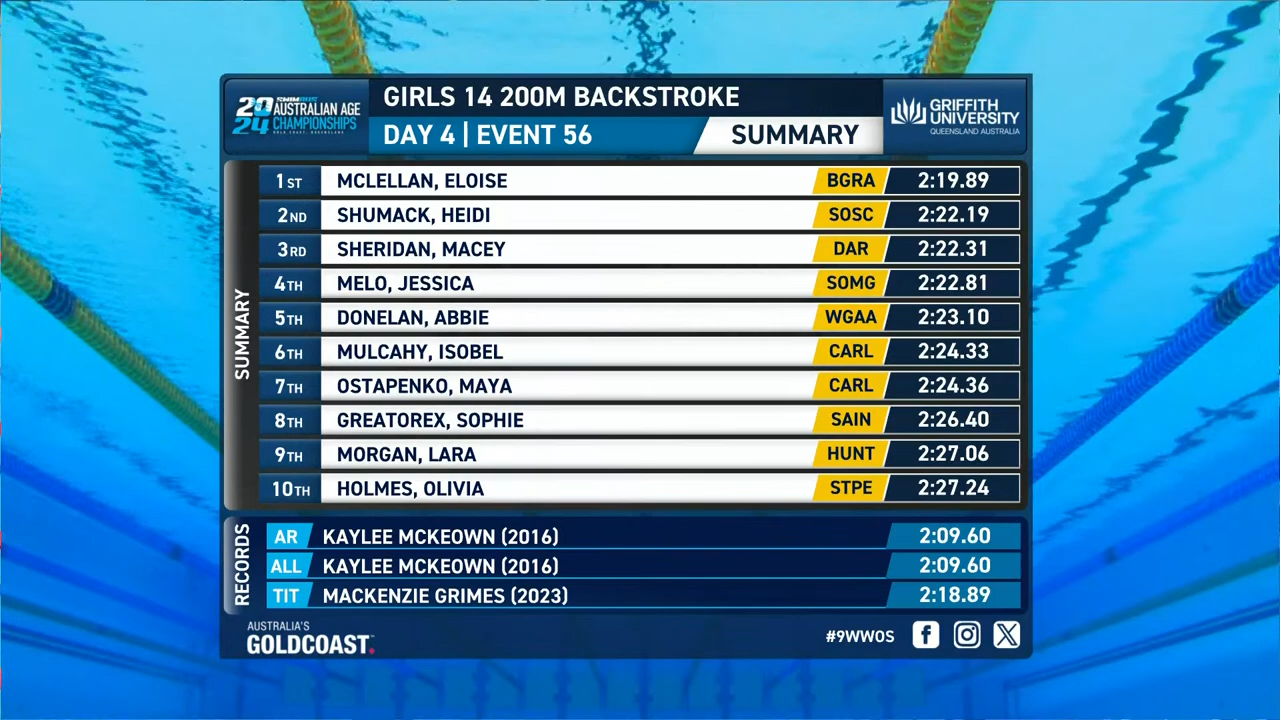 2024 SWIMMING AUSTRALIAN AGE CHAMPIONSHIPS
GOLD COAST, QUEENSLAND
GIRLS 14 200M BACKSTROKE
DAY 4 | EVENT 56
SUMMARY
GRIFFITH UNIVERSITY
QUEENSLAND AUSTRALIA
SUMMARY
1ST MCLELLAN, ELOISE BGRA 2:19.89
2ND SHUMACK, HEIDI SOSC 2:22.19
3RD SHERIDAN, MACEY DAR 2:22.31
4TH MELO, JESSICA SOMG 2:22.81
5TH DONELAN, ABBIE WGAA 2:23.10
6TH MULCAHY, ISOBEL CARL 2:24.33
7TH OSTAPENKO, MAYA CARL 2:24.36
8TH GREATOREX, SOPHIE SAIN 2:26.40
9TH MORGAN, LARA HUNT 2:27.06
10TH HOLMES, OLIVIA STPE 2:27.24
RECORDS
AR KAYLEE MCKEOWN (2016) 2:09.60
ALL KAYLEE MCKEOWN (2016) 2:09.60
TIT MACKENZIE GRIMES (2023) 2:18.89
AUSTRALIA'S
GOLDCOAST.
#9WWOS